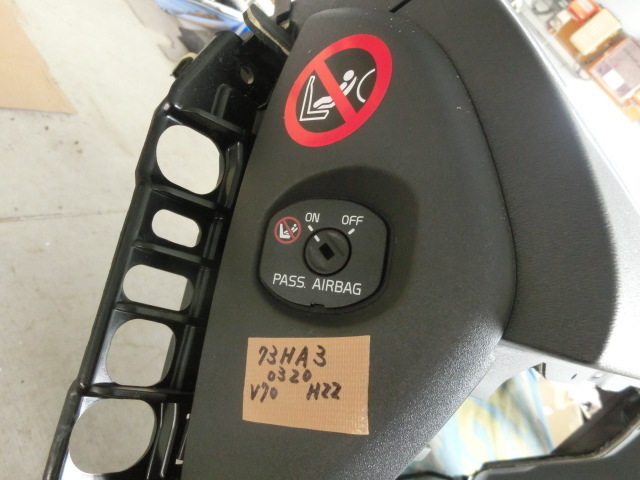 ON OFF
PASS. AIRBAG
73HA3
0320
V70 H22